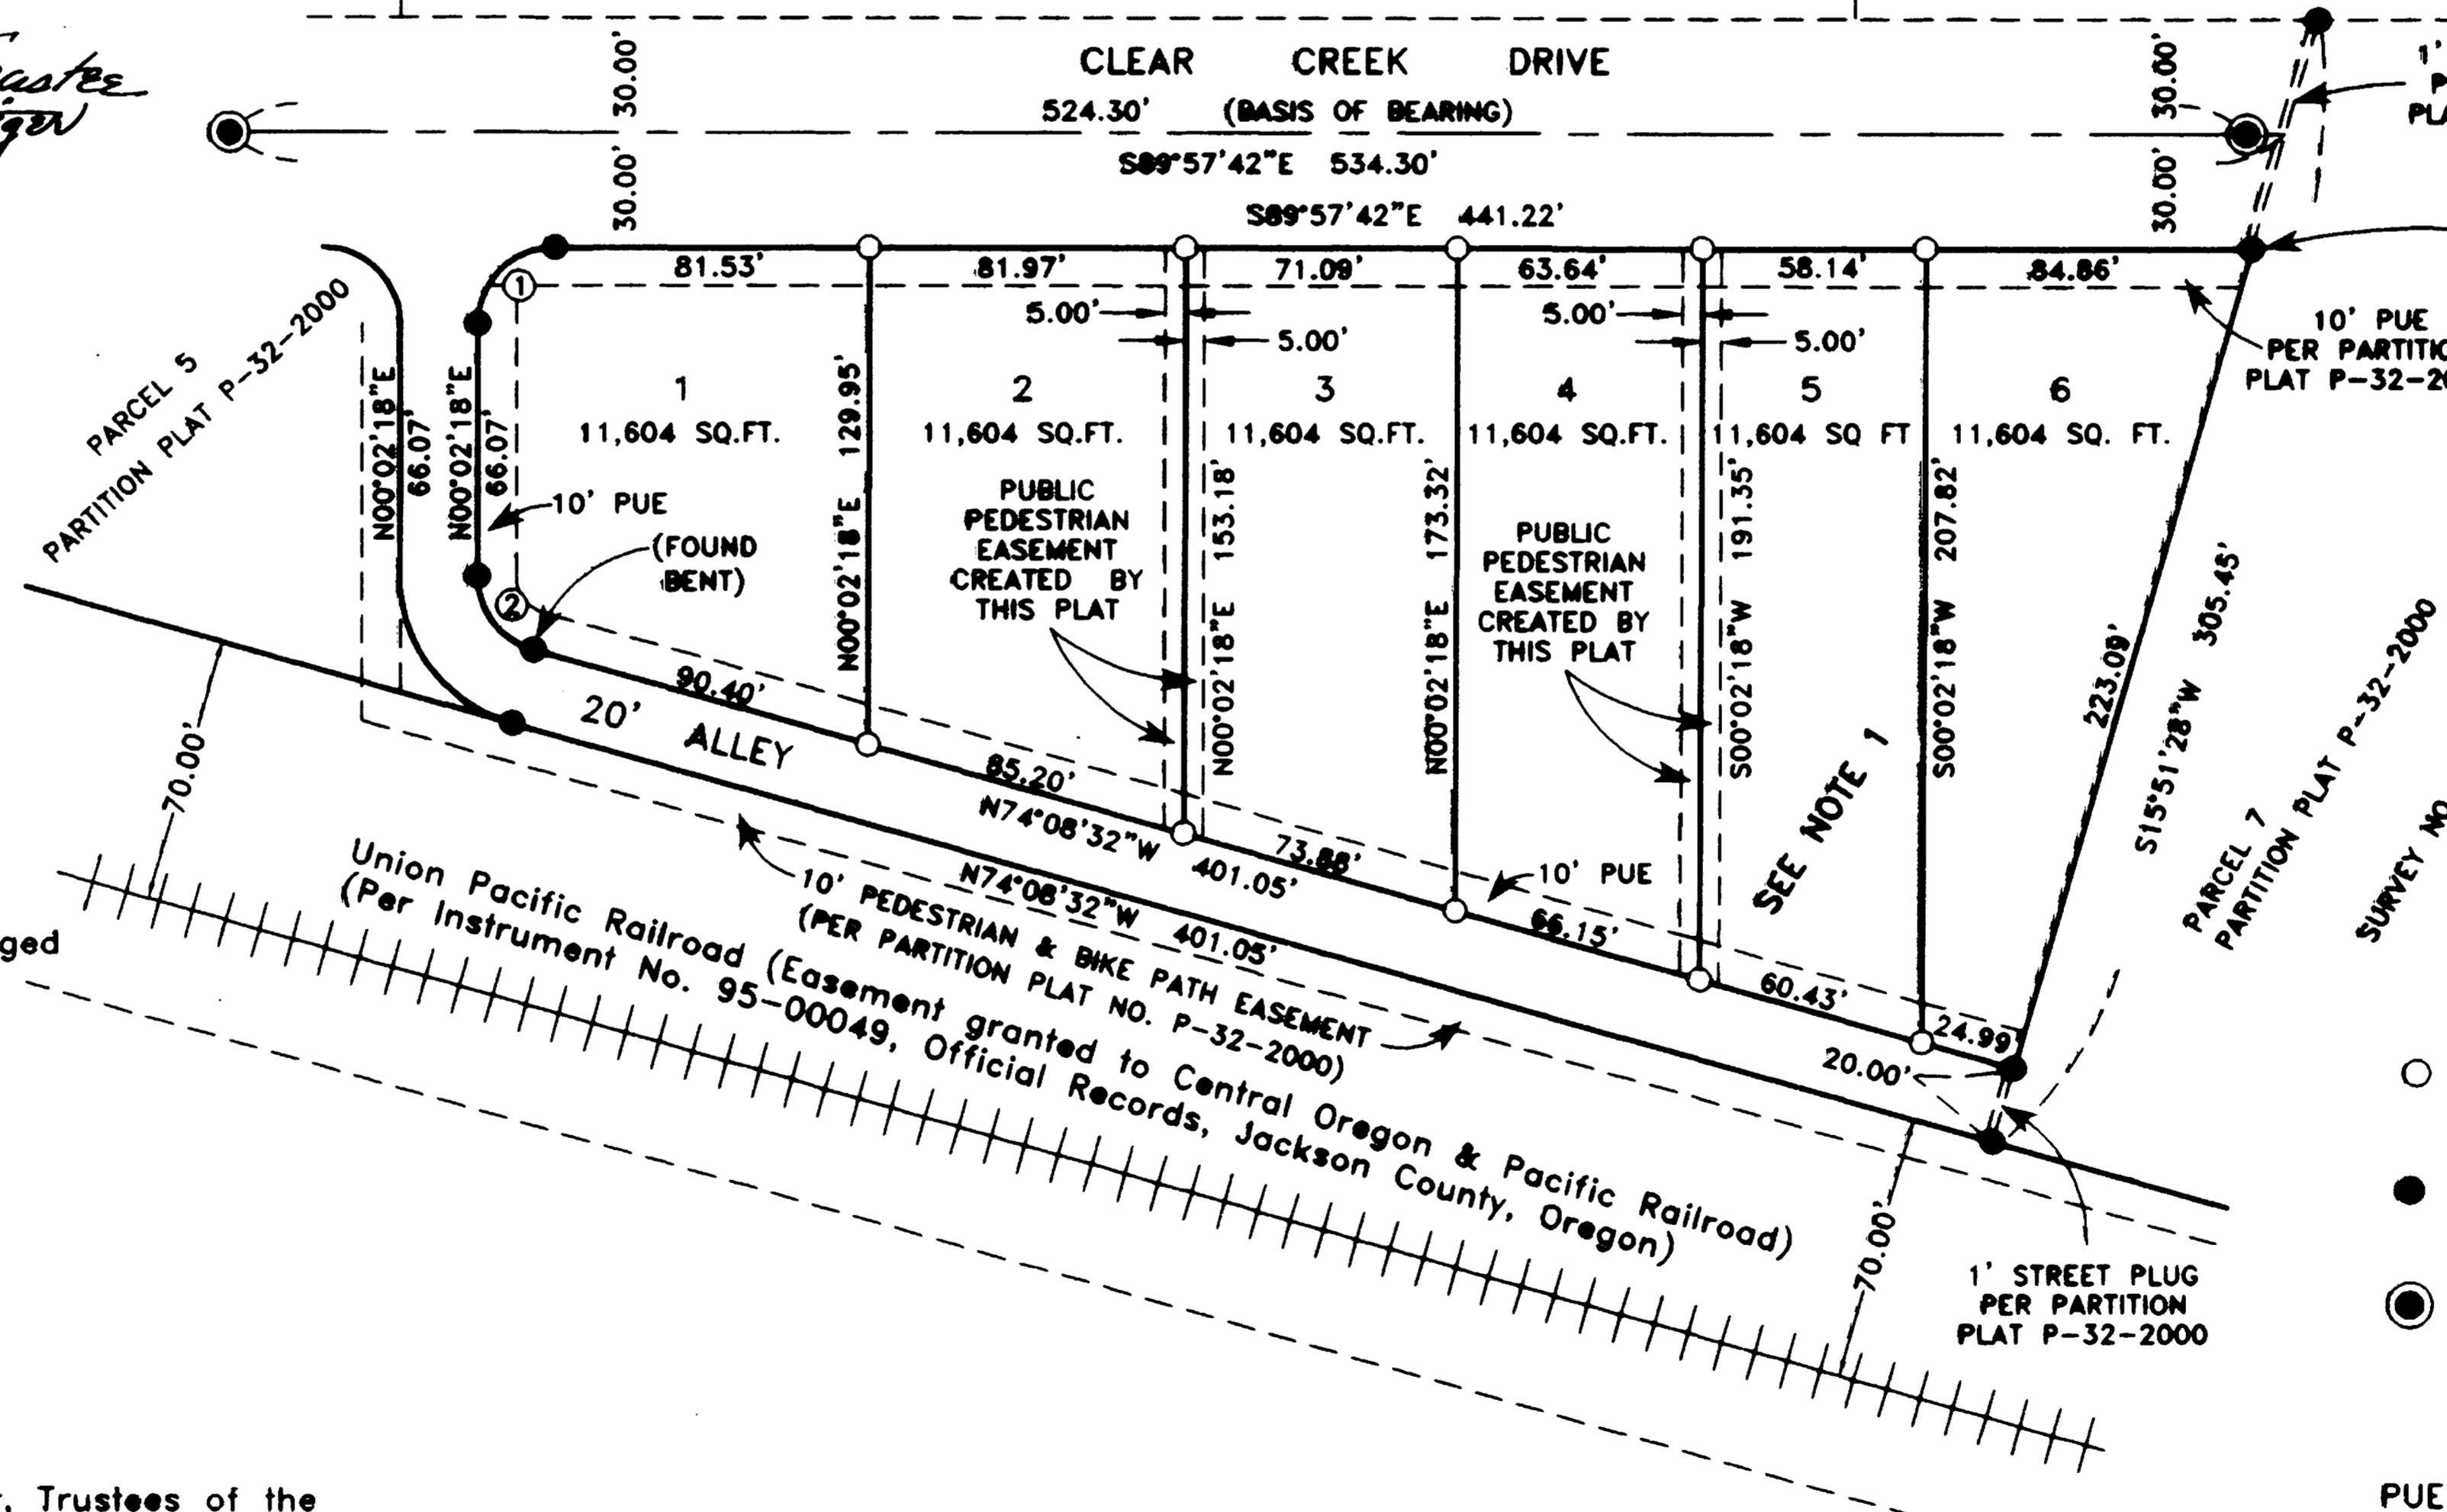 CLEAR CREEK DRIVE
30.00'
30.00'
524.30' (BASIS OF BEARING)
S89°57'42"E 534.30'
30.00'
30.00'
S89°57'42"E 441.22'
81.53'
81.97'
71.09'
63.64'
58.14'
84.86'
1
5.00'
5.00'
5.00'
5.00'
10' PUE
PER PARTITIO
PLAT P-32-20
PARCEL 5
PARTITION PLAT P-32-2000
N00°02'18"E
66.07'
N00°02'18"E
66.07'
1
11,604 SQ.FT.
2
11,604 SQ.FT.
3
11,604 SQ.FT.
4
11,604 SQ.FT.
5
11,604 SQ FT
6
11,604 SQ. FT.
10' PUE
(FOUND
BENT)
2
N00°02'18"E 129.95'
PUBLIC
PEDESTRIAN
EASEMENT
CREATED BY
THIS PLAT
N00°02'18"E 153.18'
N00°02'18"E 173.32'
PUBLIC
PEDESTRIAN
EASEMENT
CREATED BY
THIS PLAT
S00°02'18"W 191.35'
SEE NOTE 1
S00°02'18"W 207.82'
223.09'
S15°51'28"W 305.45'
PARCEL 7
PARTITION PLAT P-32-2000
SURVEY NO
90.40'
20' ALLEY
85.20'
N74°08'32"W 401.05'
73.88'
10' PUE
66.15'
60.43'
24.99'
20.00'
N74°08'32"W 401.05'
10' PEDESTRIAN & BIKE PATH EASEMENT
(PER PARTITION PLAT NO. P-32-2000)
70.00'
Union Pacific Railroad (Easement granted to Central Oregon & Pacific Railroad)
(Per Instrument No. 95-00049, Official Records, Jackson County, Oregon)
70.00'
1' STREET PLUG
PER PARTITION
PLAT P-32-2000
ged
Trustees of the
PUE
1'
P
PLA